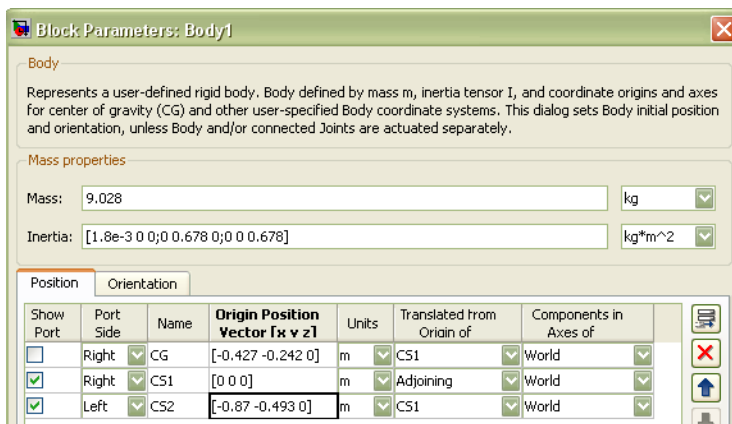 Block Parameters: Body1
Body
Represents a user-defined rigid body. Body defined by mass m, inertia tensor I, and coordinate origins and axes
for center of gravity (CG) and other user-specified Body coordinate systems. This dialog sets Body initial position
and orientation, unless Body and/or connected Joints are actuated separately.
Mass properties
Mass: 9.028 kg
Inertia: [1.8e-3 0 0;0 0.678 0;0 0 0.678] kg*m^2
Position Orientation
Show Port Port Side Name Origin Position Vector [x y z] Units Translated from Origin of Components in Axes of
Right CG [-0.427 -0.242 0] m CS1 World
Right CS1 [0 0 0] m Adjoining World
Left CS2 [-0.87 -0.493 0] m CS1 World